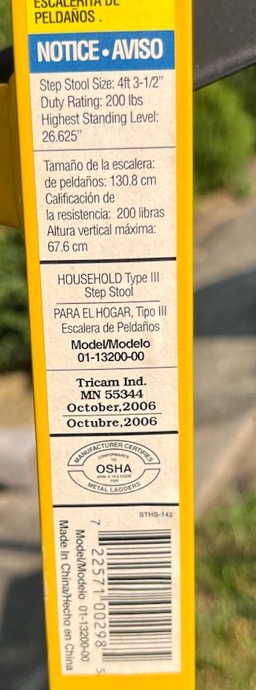 ESCALERITA DE
PELDAÑOS .
NOTICE • AVISO
Step Stool Size: 4ft 3-1/2"
Duty Rating: 200 lbs
Highest Standing Level:
26.625"
Tamaño de la escalera:
de peldaños: 130.8 cm
Calificación de
la resistencia: 200 libras
Altura vertical máxima:
67.6 cm
HOUSEHOLD Type III
Step Stool
PARA EL HOGAR, Tipo III
Escalera de Peldaños
Model/Modelo
01-13200-00
Tricam Ind.
MN 55344
October,2006
Octubre,2006
MANUFACTURER CERTIFIES
CONFORMANCE
TO
OSHA
CODE
FOR
METAL LADDERS
STHS-142
7 22571 00298 5
Model/Modelo 01-13200-00
Made In China/Hecho en China